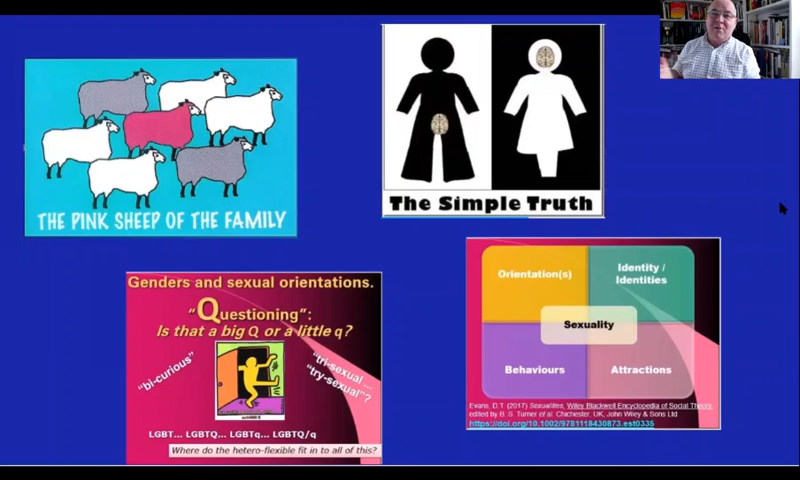 THE PINK SHEEP OF THE FAMILY
The Simple Truth
Genders and sexual orientations.
"Questioning":
Is that a big Q or a little q?
"bi-curious"
"tri-sexual ...
"try-sexual"?
LGBT... LGBTQ... LGBTq... LGBTQ/q
Where do the hetero-flexible fit in to all of this?
Orientation(s)
Identity /
Identities
Sexuality
Behaviours
Attractions
Evans, D.T. (2017) Sexualities, Wiley Blackwell Encyclopedia of Social Theory,
edited by B. S. Turner et al. Chichester, UK, John Wiley & Sons Ltd
https://doi.org/10.1002/9781118430873.est0335